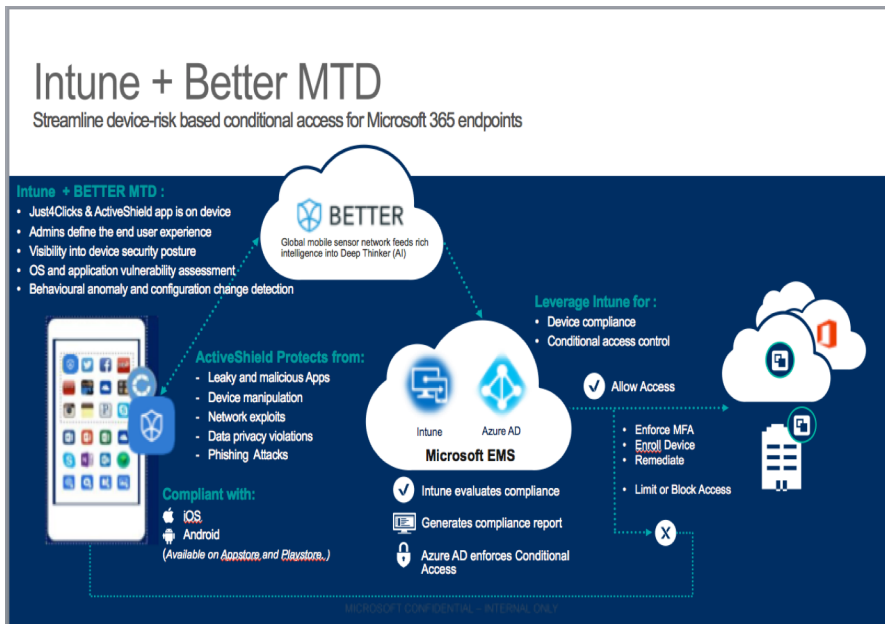 Intune + Better MTD
Streamline device-risk based conditional access for Microsoft 365 endpoints
Intune + BETTER MTD :
• Just4Clicks & ActiveShield app is on device
• Admins define the end user experience
• Visibility into device security posture
• OS and application vulnerability assessment
• Behavioural anomaly and configuration change detection
BETTER
Global mobile sensor network feeds rich
intelligence into Deep Thinker (AI)
Leverage Intune for :
• Device compliance
• Conditional access control
ActiveShield Protects from:
- Leaky and malicious Apps
- Device manipulation
- Network exploits
- Data privacy violations
- Phishing Attacks
Intune
Azure AD
Microsoft EMS
Allow Access
• Enforce MFA
• Enroll Device
• Remediate
• Limit or Block Access
Compliant with:
iOS
Android
(Available on Appstore and Playstore. )
Intune evaluates compliance
Generates compliance report
Azure AD enforces Conditional
Access
X
MICROSOFT CONFIDENTIAL – INTERNAL ONLY